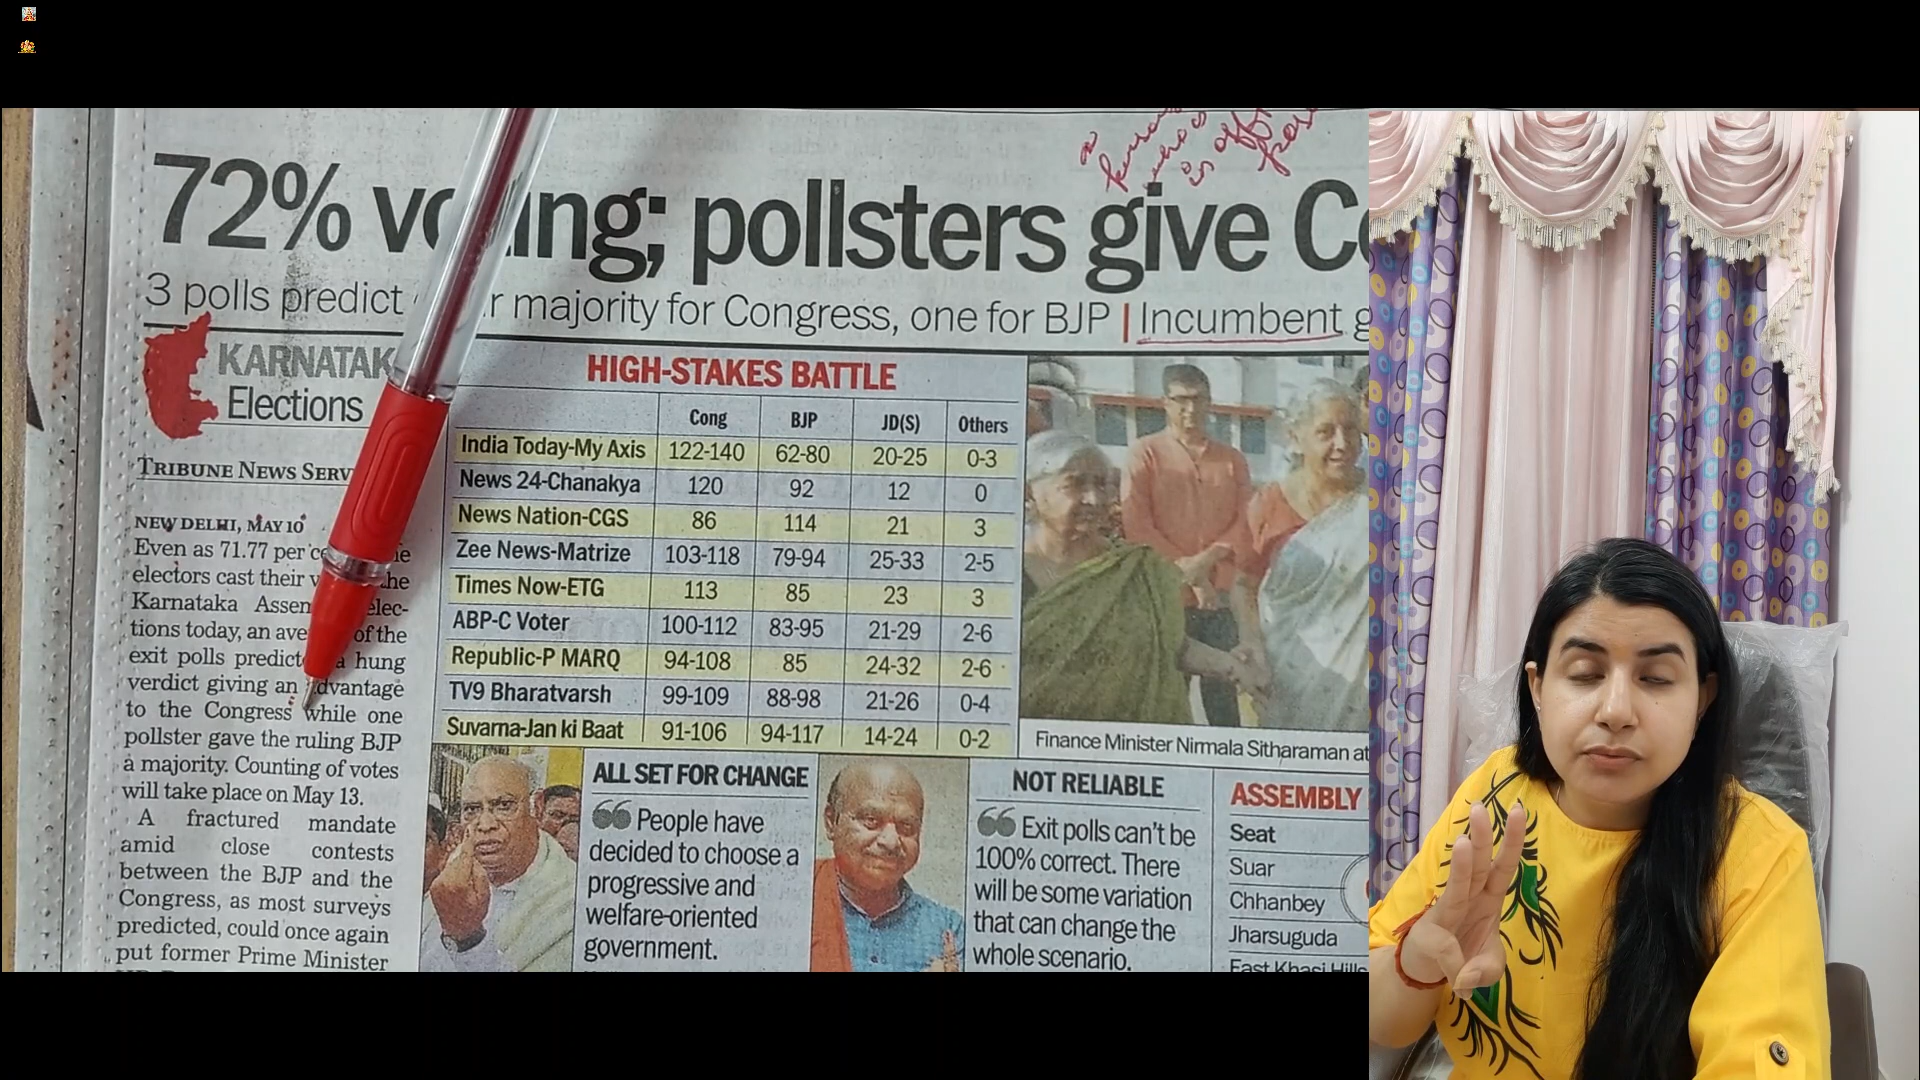 72% voting; pollsters give
3 polls predict majority for Congress, one for BJP | Incumbent
KARNATAK
Elections
TRIBUNE NEWS SERV
NEW DELHI, MAY 10
Even as 71.77 per
electors cast their the
Karnataka Assem elec-
tions today, an of the
exit polls predict a hung
verdict giving an advantage
to the Congress while one
pollster gave the ruling BJP
a majority. Counting of votes
will take place on May 13.
A fractured mandate
amid close contests
between the BJP and the
Congress, as most surveys
predicted, could once again
put former Prime Minister
HIGH-STAKES BATTLE
Cong BJP JD(S) Others
India Today-My Axis 122-140 62-80 20-25 0-3
News 24-Chanakya 120 92 12 0
News Nation-CGS 86 114 21 3
Zee News-Matrize 103-118 79-94 25-33 2-5
Times Now-ETG 113 85 23 3
ABP-C Voter 100-112 83-95 21-29 2-6
Republic-P MARQ 94-108 85 24-32 2-6
TV9 Bharatvarsh 99-109 88-98 21-26 0-4
Suvarna-Jan ki Baat 91-106 94-117 14-24 0-2
Finance Minister Nirmala Sitharaman at
ALL SET FOR CHANGE
People have
decided to choose a
progressive and
welfare-oriented
government.
NOT RELIABLE
Exit polls can't be
100% correct. There
will be some variation
that can change the
whole scenario.
ASSEMBLY
Seat
Suar
Chhanbey
Jharsuguda
East Khasi Hills